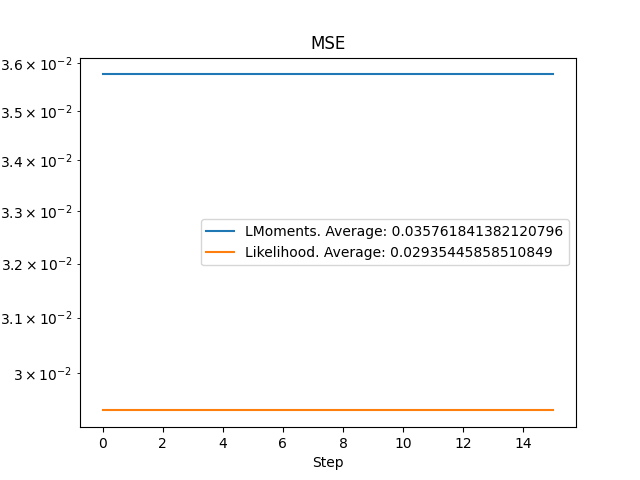 MSE
3.6 × 10⁻²
3.5 × 10⁻²
3.4 × 10⁻²
3.3 × 10⁻²
3.2 × 10⁻²
3.1 × 10⁻²
3 × 10⁻²
LMoments. Average: 0.035761841382120796
Likelihood. Average: 0.02935445858510849
0 2 4 6 8 10 12 14
Step